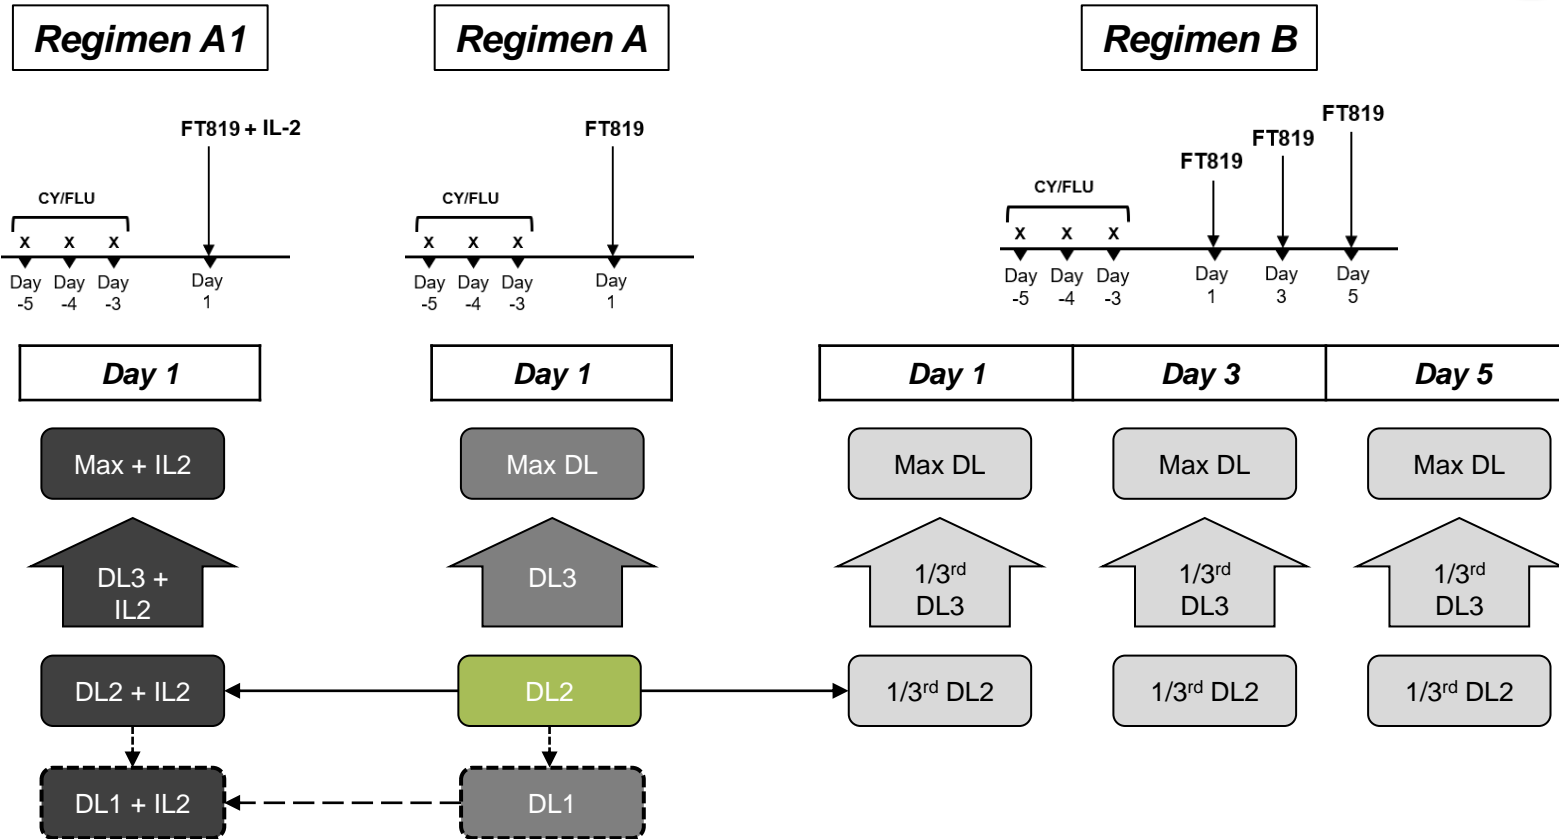 Regimen A1
Regimen A
Regimen B
FT819 + IL-2
CY/FLU
x x x
Day -5
Day -4
Day -3
Day 1
FT819
CY/FLU
x x x
Day -5
Day -4
Day -3
Day 1
FT819
FT819
FT819
CY/FLU
x x x
Day -5
Day -4
Day -3
Day 1
Day 3
Day 5
Day 1
Day 1
Day 1
Day 3
Day 5
Max + IL2
Max DL
Max DL
Max DL
Max DL
DL3 +
IL2
DL3
1/3rd
DL3
1/3rd
DL3
1/3rd
DL3
DL2 + IL2
DL2
1/3rd DL2
1/3rd DL2
1/3rd DL2
DL1 + IL2
DL1